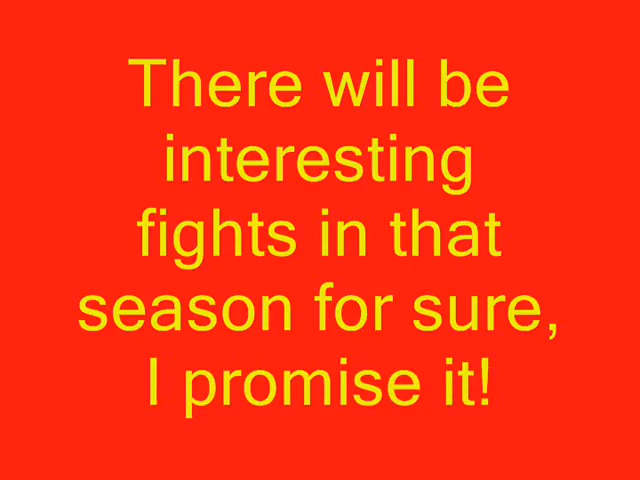 There will be
interesting
fights in that
season for sure,
I promise it!